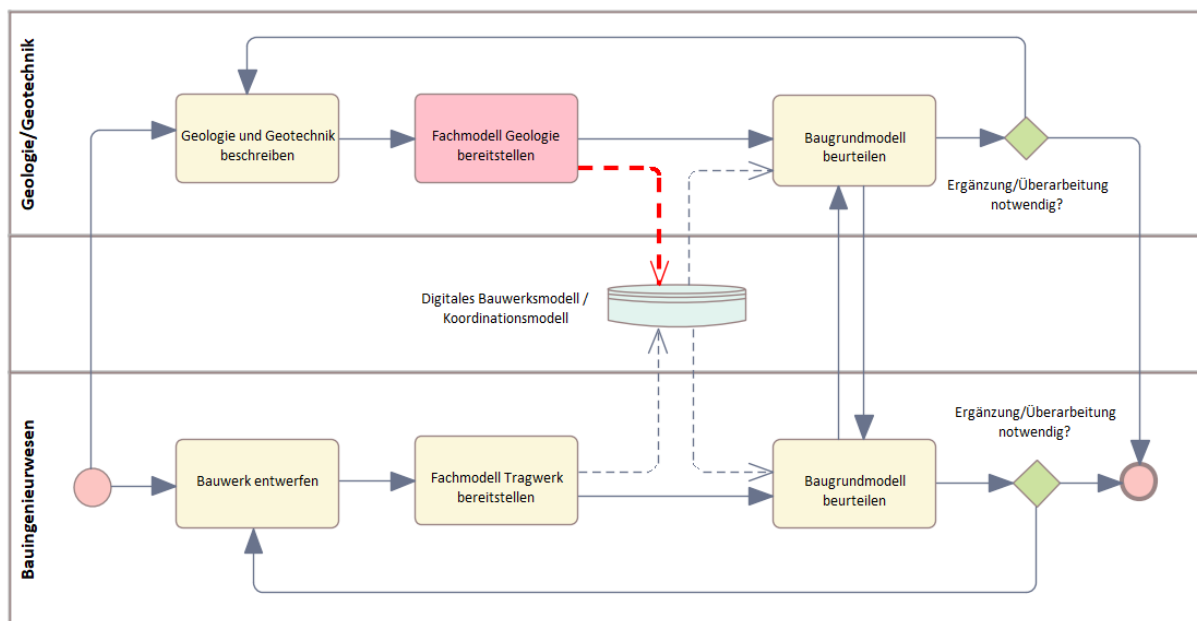 Geologie/Geotechnik
Geologie und Geotechnik
beschreiben
Fachmodell Geologie
bereitstellen
Baugrundmodell
beurteilen
Ergänzung/Überarbeitung
notwendig?
Digitales Bauwerksmodell /
Koordinationsmodell
Bauingenieurwesen
Bauwerk entwerfen
Fachmodell Tragwerk
bereitstellen
Baugrundmodell
beurteilen
Ergänzung/Überarbeitung
notwendig?